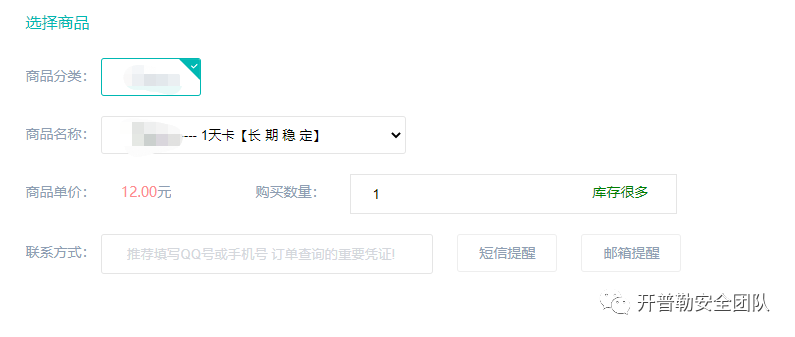 选择商品
商品分类：
商品名称： ---- 1天卡【长 期 稳 定】
商品单价： 12.00元 购买数量： 1 库存很多
联系方式： 推荐填写QQ号或手机号 订单查询的重要凭证! 短信提醒 邮箱提醒
开普勒安全团队